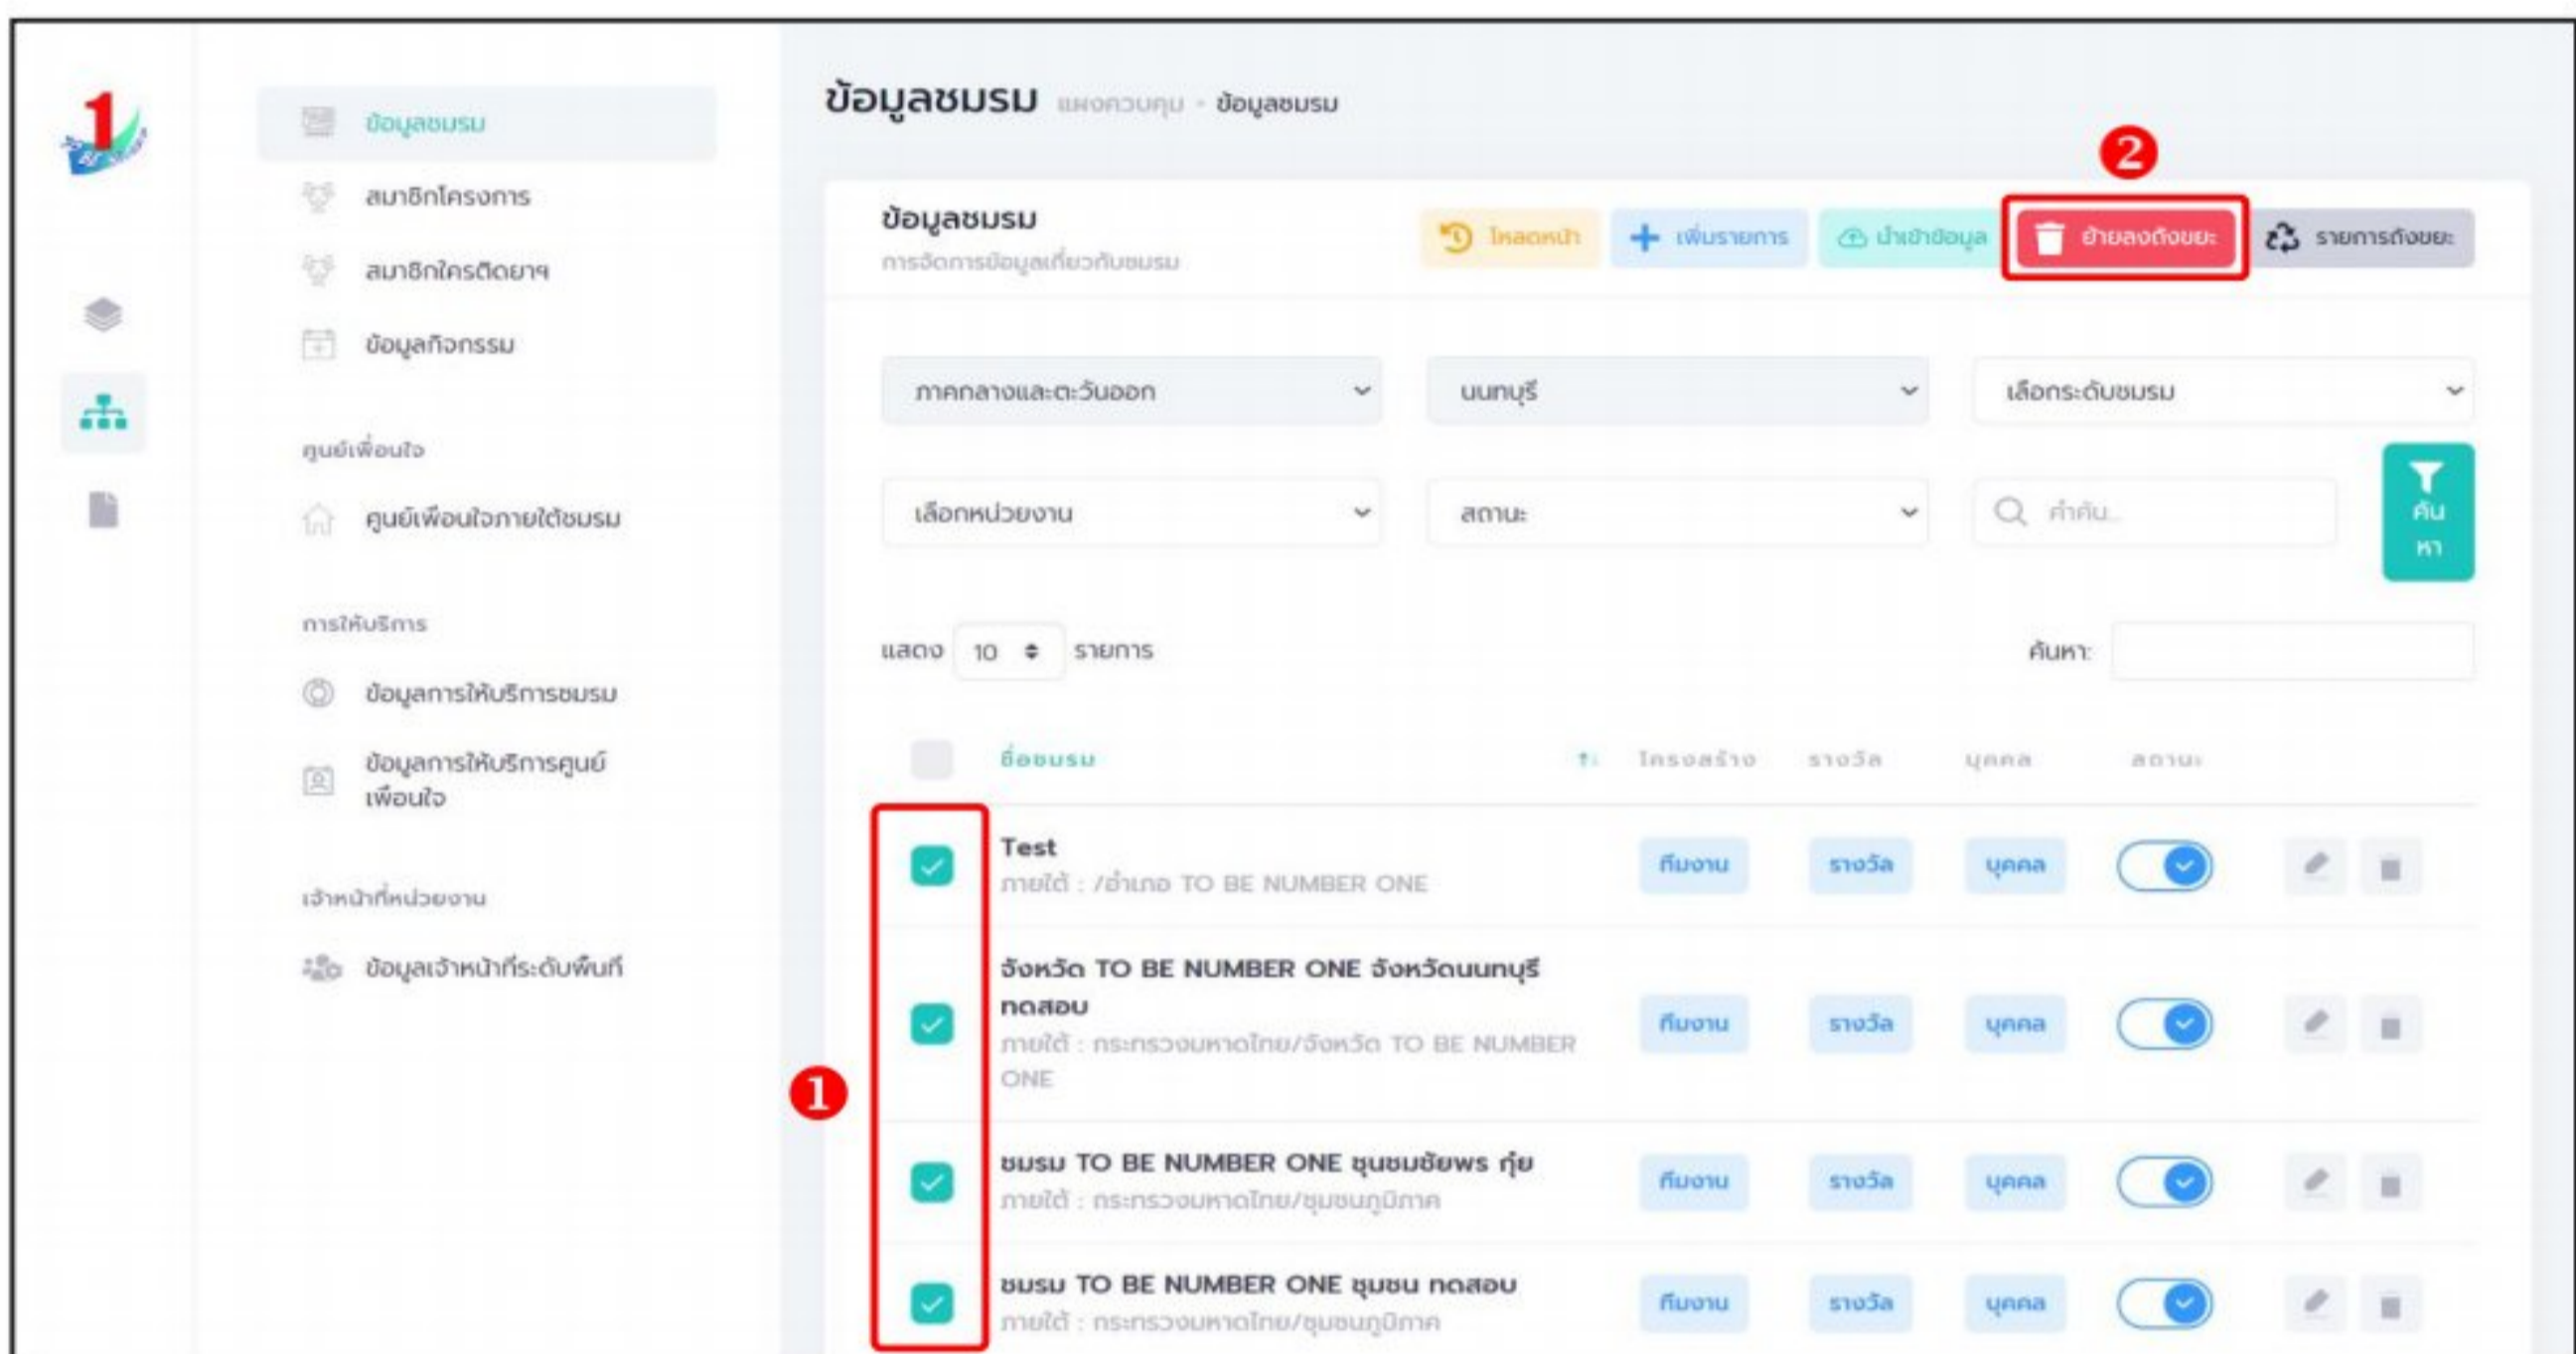 1
ข้อมูลชมรม
สมาชิกโครงการ
สมาชิกใครติดยาฯ
ข้อมูลกิจกรรม
ศูนย์เพื่อนใจ
ศูนย์เพื่อนใจภายใต้ชมรม
การให้บริการ
ข้อมูลการให้บริการชมรม
ข้อมูลการให้บริการศูนย์
เพื่อนใจ
เจ้าหน้าที่หน่วยงาน
ข้อมูลเจ้าหน้าที่ระดับพื้นที่
ข้อมูลชมรม แผงควบคุม - ข้อมูลชมรม
2
ข้อมูลชมรม
การจัดการข้อมูลเกี่ยวกับชมรม
โหลดหน้า เพิ่มรายการ นำเข้าข้อมูล ย้ายลงถังขยะ รายการถังขยะ
ภาคกลางและตะวันออก นนทบุรี เลือกระดับชมรม
เลือกหน่วยงาน สถานะ คำค้น... ค้น
หา
แสดง 10 รายการ ค้นหา:
ชื่อชมรม โครงสร้าง รางวัล บุคคล สถานะ
Test
ภายใต้ : /อำเภอ TO BE NUMBER ONE
ทีมงาน รางวัล บุคคล
จังหวัด TO BE NUMBER ONE จังหวัดนนทบุรี
ทดสอบ
ภายใต้ : กระทรวงมหาดไทย/จังหวัด TO BE NUMBER
ONE
ทีมงาน รางวัล บุคคล
1
ชมรม TO BE NUMBER ONE ชุนชมชัยพร กุ๋ย
ภายใต้ : กระทรวงมหาดไทย/ชุมชนภูมิภาค
ทีมงาน รางวัล บุคคล
ชมรม TO BE NUMBER ONE ชุมชน ทดสอบ
ภายใต้ : กระทรวงมหาดไทย/ชุมชนภูมิภาค
ทีมงาน รางวัล บุคคล